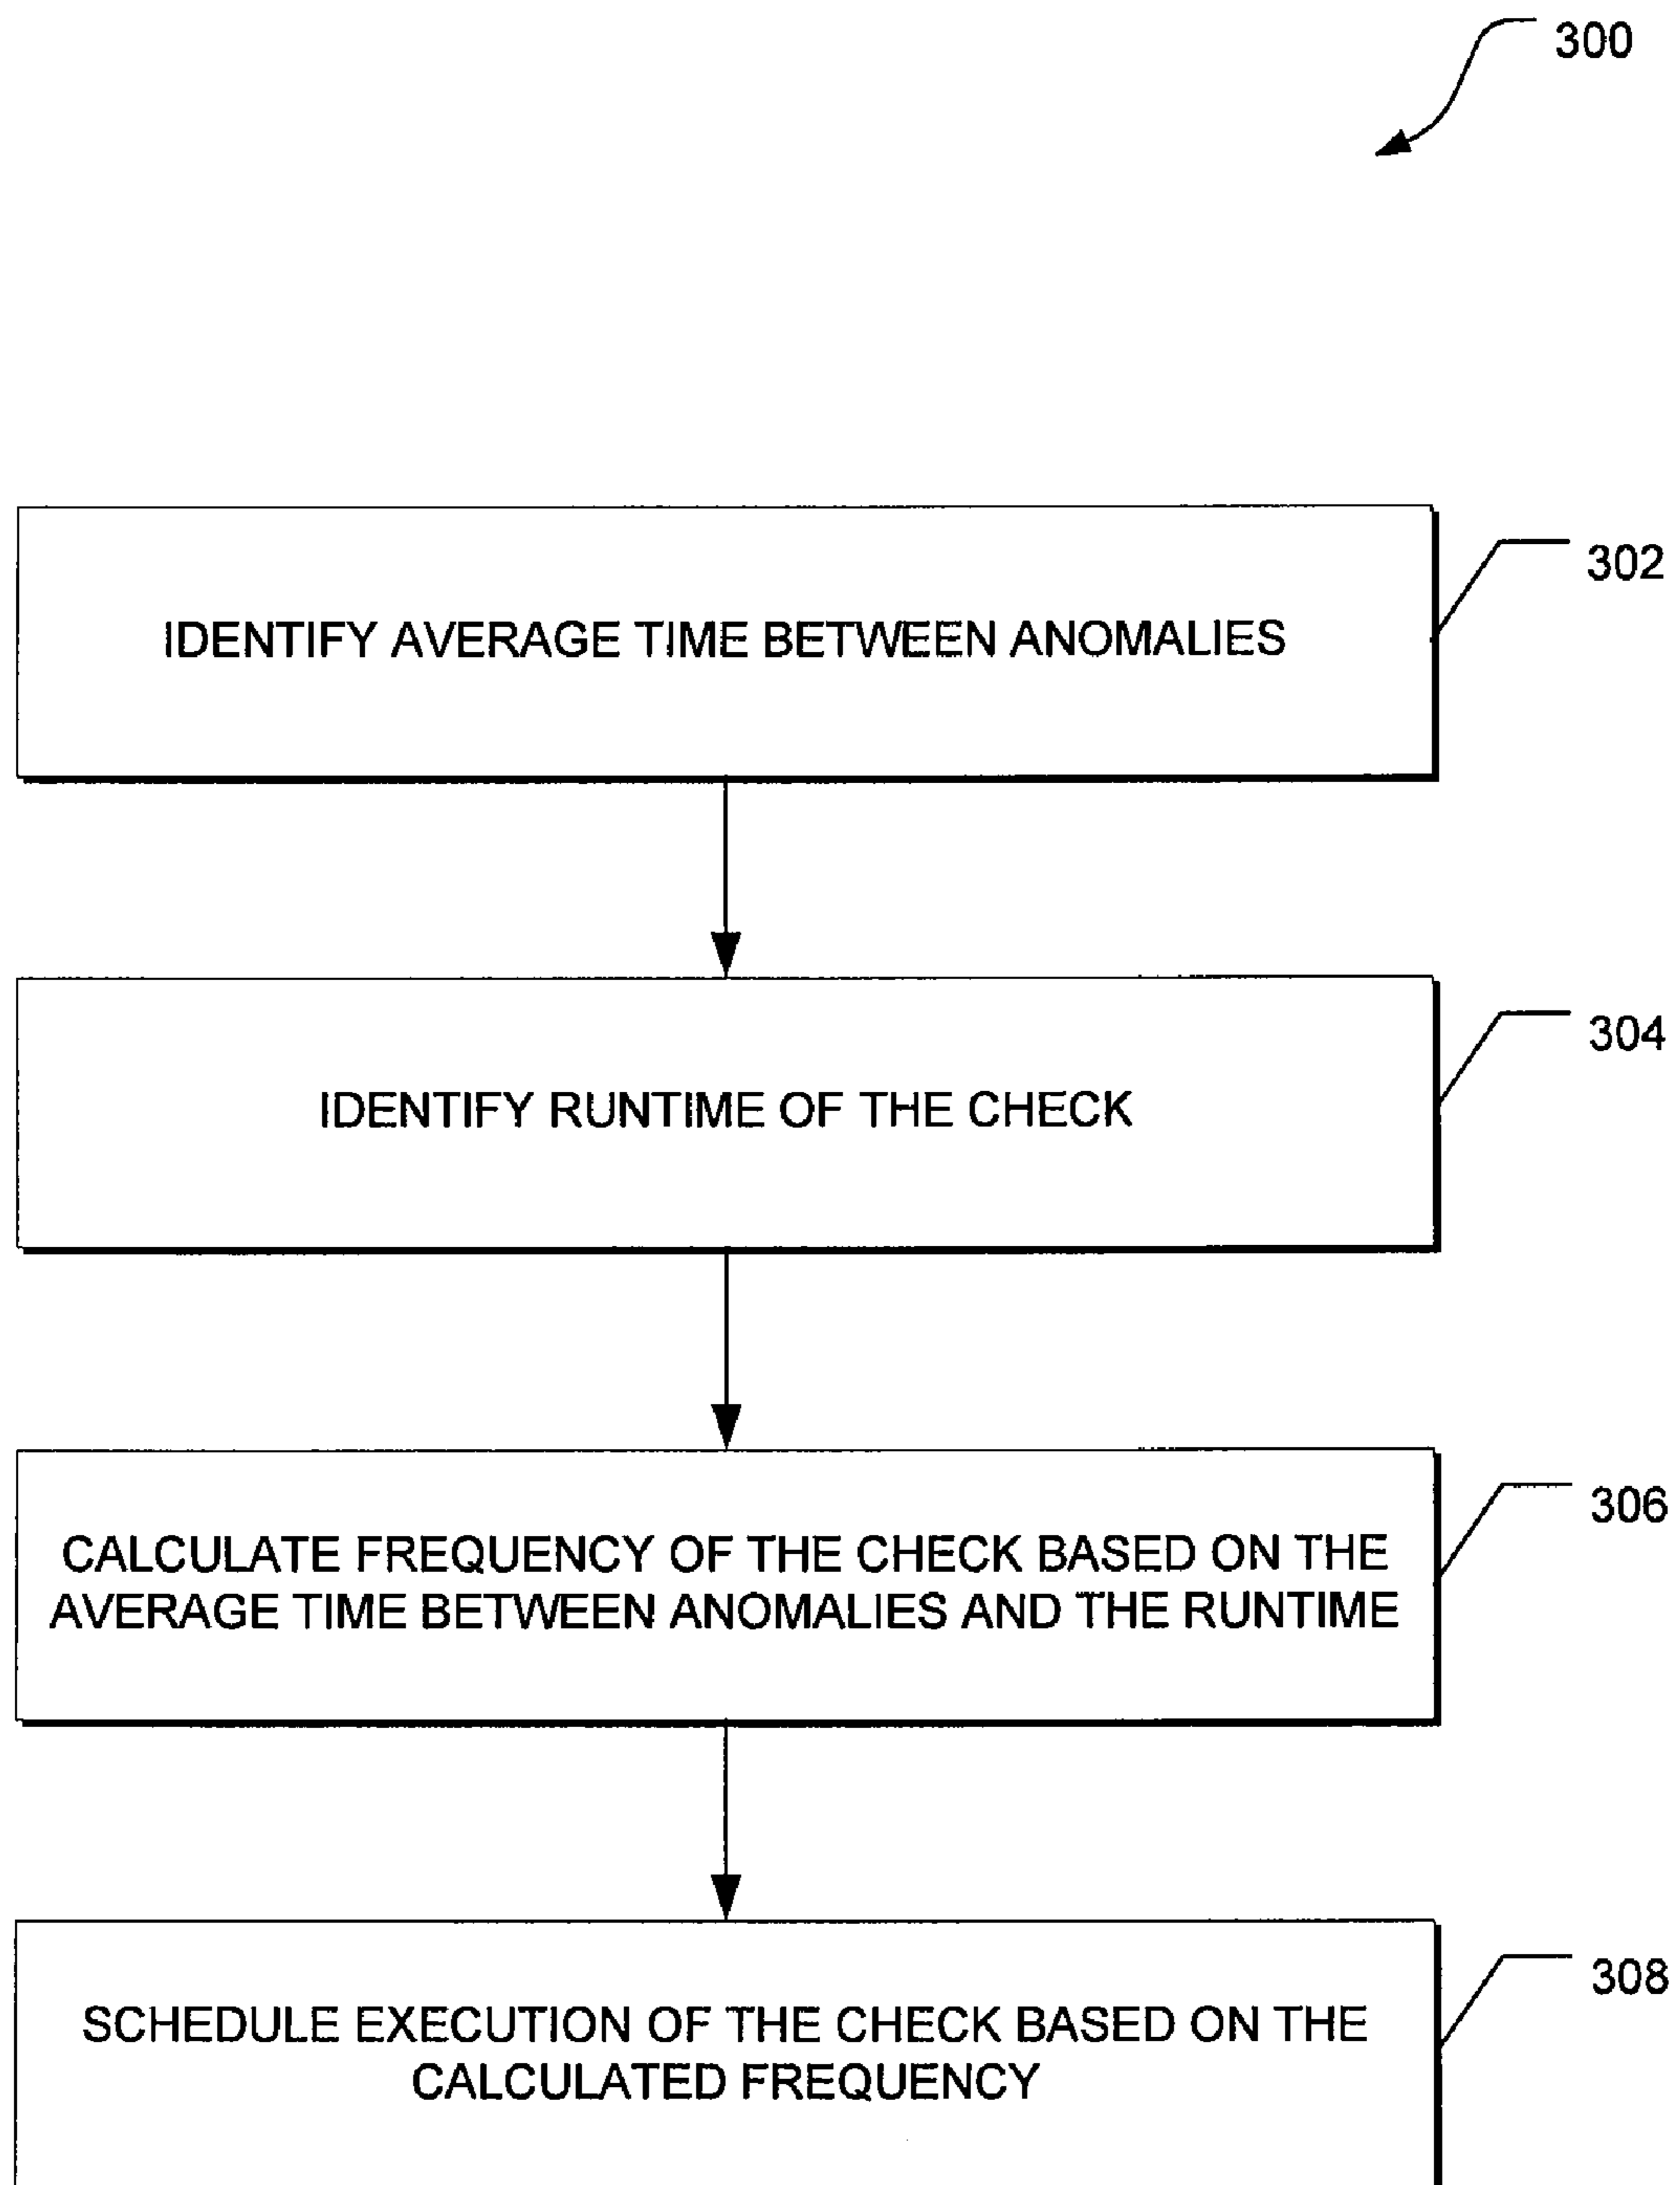 300
IDENTIFY AVERAGE TIME BETWEEN ANOMALIES
302
IDENTIFY RUNTIME OF THE CHECK
304
CALCULATE FREQUENCY OF THE CHECK BASED ON THE
AVERAGE TIME BETWEEN ANOMALIES AND THE RUNTIME
306
SCHEDULE EXECUTION OF THE CHECK BASED ON THE
CALCULATED FREQUENCY
308